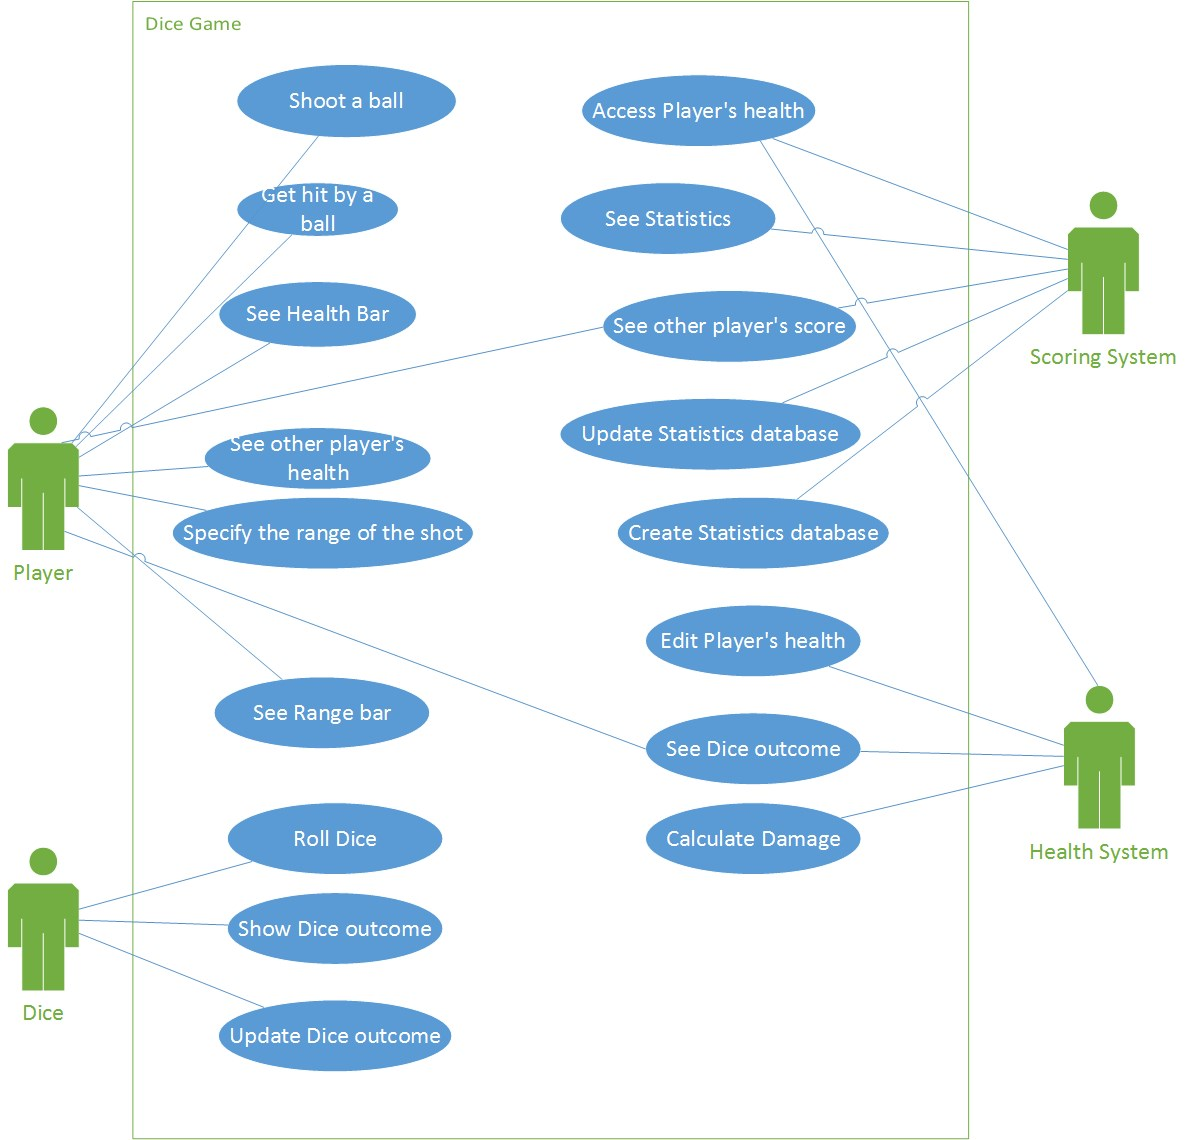 Dice Game
Shoot a ball
Get hit by a
ball
See Health Bar
See other player's
health
Specify the range of the shot
See Range bar
Roll Dice
Show Dice outcome
Update Dice outcome
Access Player's health
See Statistics
See other player's score
Update Statistics database
Create Statistics database
Edit Player's health
See Dice outcome
Calculate Damage
Player
Dice
Scoring System
Health System